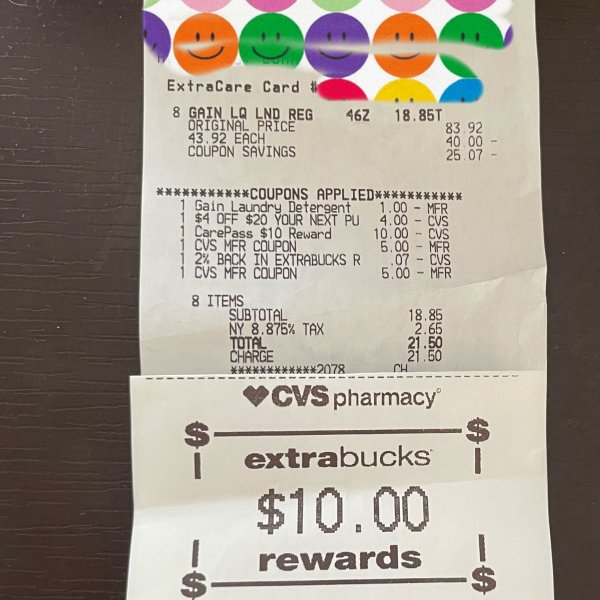 ExtraCare Card #
8 GAIN LQ LND REG 46Z 18.85T
ORIGINAL PRICE 83.92
43.92 EACH 40.00 -
COUPON SAVINGS 25.07 -
***********COUPONS APPLIED***********
1 Gain Laundry Detergent 1.00 - MFR
1 $4 OFF $20 YOUR NEXT PU 4.00 - CVS
1 CarePass $10 Reward 10.00 - CVS
1 CVS MFR COUPON 5.00 - MFR
1 2% BACK IN EXTRABUCKS R .07 - CVS
1 CVS MFR COUPON 5.00 - MFR
8 ITEMS
SUBTOTAL 18.85
NY 8.875% TAX 2.65
TOTAL 21.50
CHARGE 21.50
************2078 CH
CVS pharmacy®
$ $
extrabucks
$10.00
rewards
$ $